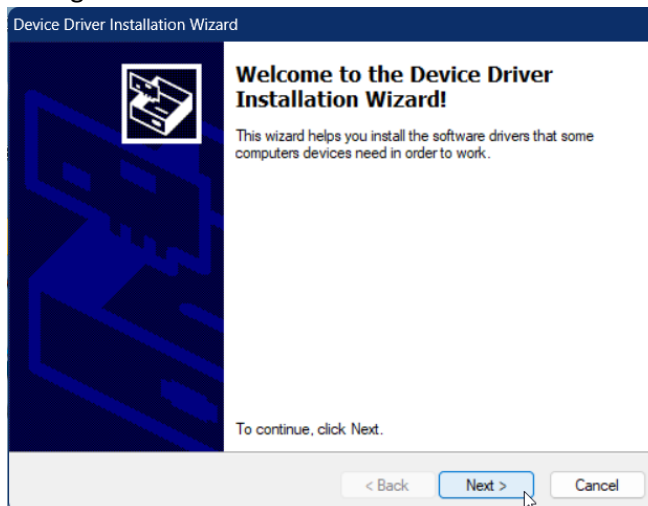 Device Driver Installation Wizard
Welcome to the Device Driver
Installation Wizard!
This wizard helps you install the software drivers that some
computers devices need in order to work.
To continue, click Next.
< Back
Next >
Cancel